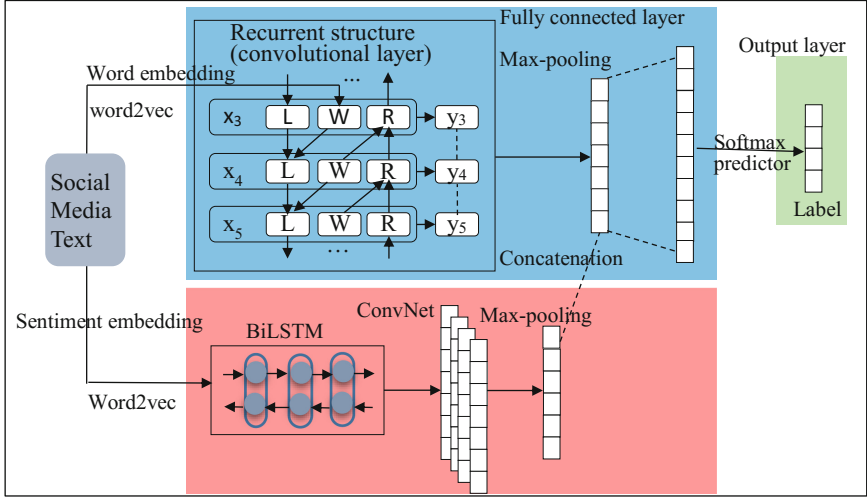 Fully connected layer
Recurrent structure
(convolutional layer)
Max-pooling
Output layer
Word embedding
...
word2vec
x3 L W R y3
Softmax
predictor
Social
Media
Text
x4 L W R y4
x5 L W R y5
Label
...
Concatenation
Sentiment embedding
ConvNet
Max-pooling
BiLSTM
Word2vec